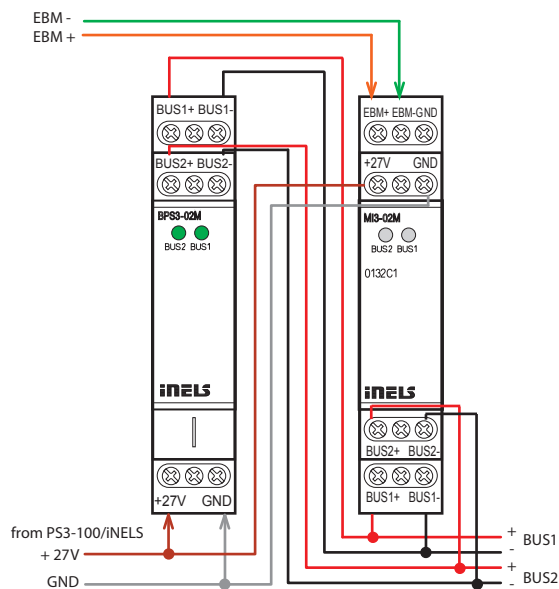 EBM -
EBM +
BUS1+ BUS1-
BUS2+ BUS2-
BPS3-02M
BUS2 BUS1
iNELS
+27V GND
EBM+ EBM-GND
+27V GND
MI3-02M
BUS2 BUS1
0132C1
iNELS
BUS2+ BUS2-
BUS1+ BUS1-
from PS3-100/iNELS
+ 27V
GND
+
- BUS1
+
- BUS2